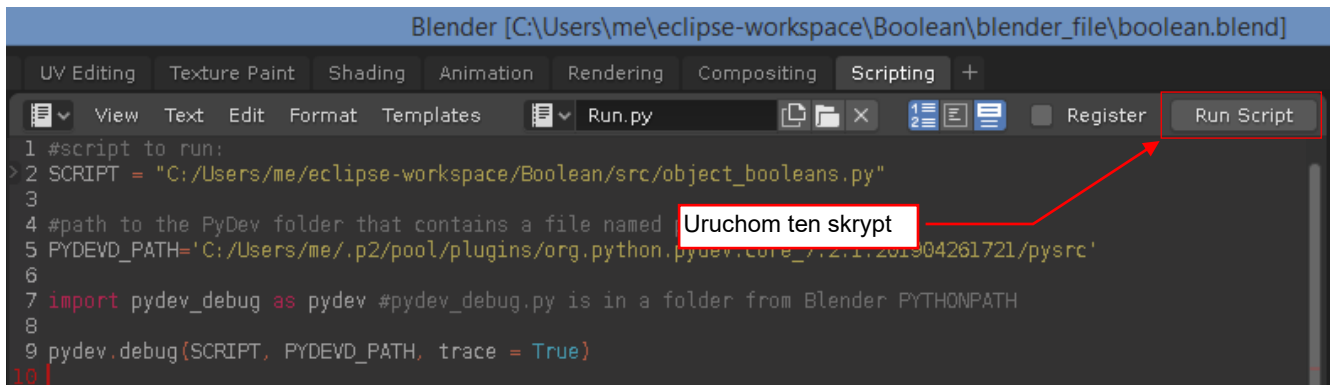 Blender [C:\Users\me\eclipse-workspace\Boolean\blender_file\boolean.blend]
UV Editing Texture Paint Shading Animation Rendering Compositing Scripting +
View Text Edit Format Templates Run.py Register Run Script
1 #script to run:
2 SCRIPT = "C:/Users/me/eclipse-workspace/Boolean/src/object_booleans.py"
3
4 #path to the PyDev folder that contains a file named
Uruchom ten skrypt
5 PYDEVD_PATH='C:/Users/me/.p2/pool/plugins/org.python.pydev.core_7.2.1.201904261721/pysrc'
6
7 import pydev_debug as pydev #pydev_debug.py is in a folder from Blender PYTHONPATH
8
9 pydev.debug(SCRIPT, PYDEVD_PATH, trace = True)
10